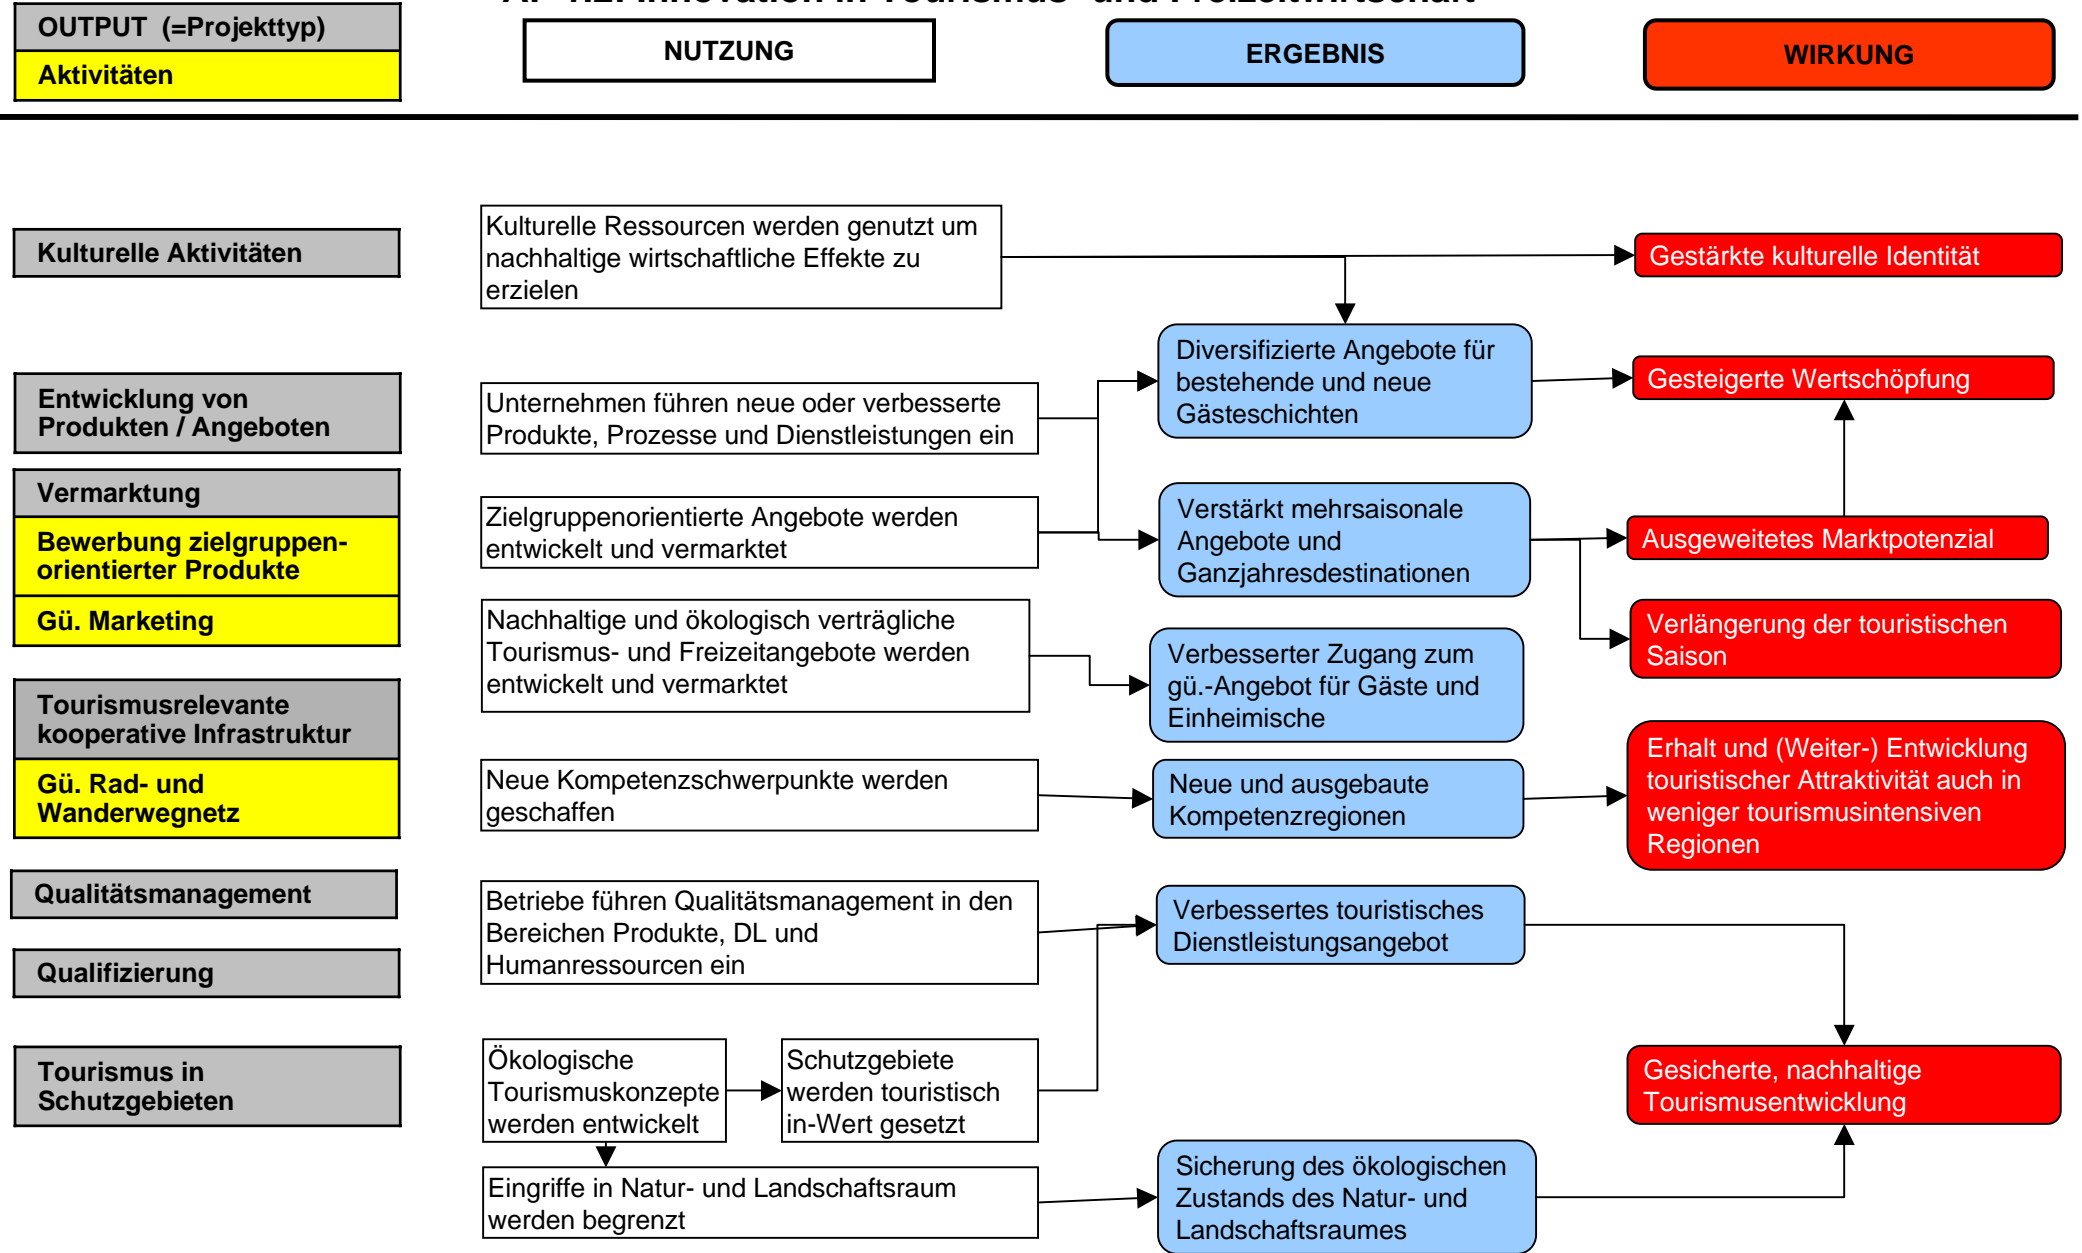 OUTPUT (=Projekttyp)
Aktivitäten
NUTZUNG
ERGEBNIS
WIRKUNG
Kulturelle Aktivitäten
Kulturelle Ressourcen werden genutzt um
nachhaltige wirtschaftliche Effekte zu
erzielen
Gestärkte kulturelle Identität
Entwicklung von
Produkten / Angeboten
Unternehmen führen neue oder verbesserte
Produkte, Prozesse und Dienstleistungen ein
Diversifizierte Angebote für
bestehende und neue
Gästeschichten
Gesteigerte Wertschöpfung
Vermarktung
Bewerbung zielgruppen-
orientierter Produkte
Gü. Marketing
Zielgruppenorientierte Angebote werden
entwickelt und vermarktet
Verstärkt mehrsaisonale
Angebote und
Ganzjahresdestinationen
Ausgeweitetes Marktpotenzial
Nachhaltige und ökologisch verträgliche
Tourismus- und Freizeitangebote werden
entwickelt und vermarktet
Verbesserter Zugang zum
gü.-Angebot für Gäste und
Einheimische
Verlängerung der touristischen
Saison
Tourismusrelevante
kooperative Infrastruktur
Gü. Rad- und
Wanderwegnetz
Neue Kompetenzschwerpunkte werden
geschaffen
Neue und ausgebaute
Kompetenzregionen
Erhalt und (Weiter-) Entwicklung
touristischer Attraktivität auch in
weniger tourismusintensiven
Regionen
Qualitätsmanagement
Qualifizierung
Betriebe führen Qualitätsmanagement in den
Bereichen Produkte, DL und
Humanressourcen ein
Verbessertes touristisches
Dienstleistungsangebot
Tourismus in
Schutzgebieten
Ökologische
Tourismuskonzepte
werden entwickelt
Schutzgebiete
werden touristisch
in-Wert gesetzt
Gesicherte, nachhaltige
Tourismusentwicklung
Eingriffe in Natur- und Landschaftsraum
werden begrenzt
Sicherung des ökologischen
Zustands des Natur- und
Landschaftsraumes